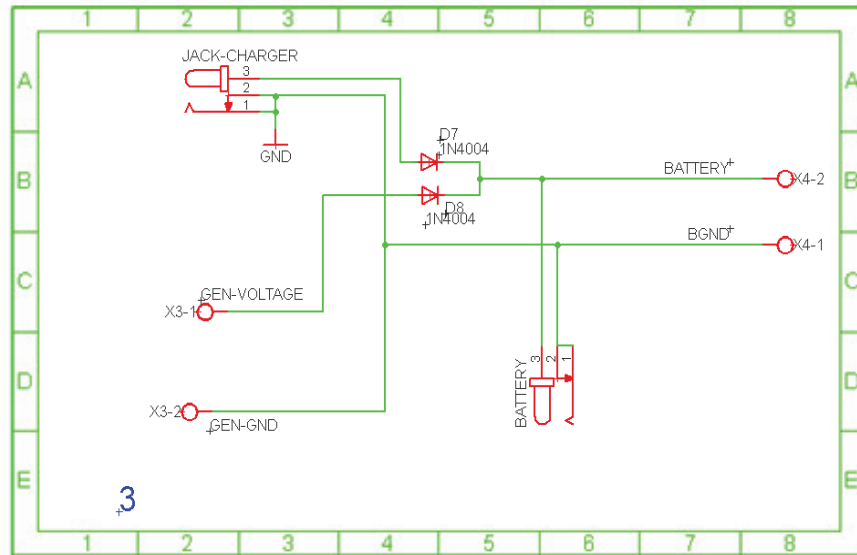 1 2 3 4 5 6 7 8
JACK-CHARGER
A A
3
2
1
GND
D7
1N4004
B B
BATTERY
X4-2
D8
1N4004
BGND
X4-1
C C
GEN-VOLTAGE
X3-1
3 2 1
BATTERY
D D
X3-2
GEN-GND
E E
3
1 2 3 4 5 6 7 8